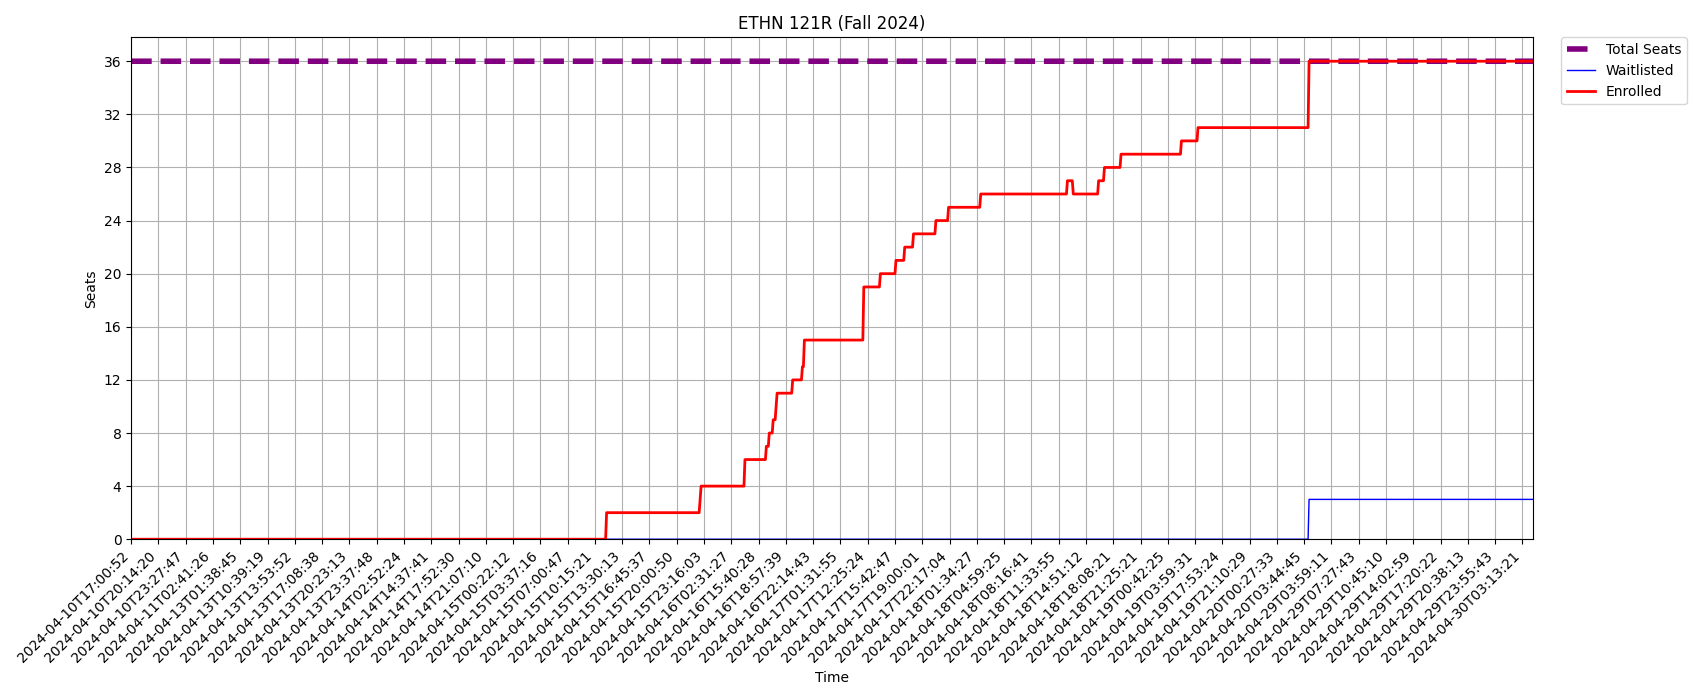 ETHN 121R (Fall 2024)
Total Seats
Waitlisted
Enrolled
Seats
36
32
28
24
20
16
12
8
4
0
2024-04-10T17:00:52
2024-04-10T20:14:20
2024-04-10T23:27:47
2024-04-11T02:41:26
2024-04-13T01:38:45
2024-04-13T10:39:19
2024-04-13T13:53:52
2024-04-13T17:08:38
2024-04-13T20:23:13
2024-04-13T23:37:48
2024-04-14T02:52:24
2024-04-14T14:37:41
2024-04-14T17:52:30
2024-04-14T21:07:10
2024-04-15T00:22:12
2024-04-15T03:37:16
2024-04-15T07:00:47
2024-04-15T10:15:21
2024-04-15T13:30:13
2024-04-15T16:45:37
2024-04-15T20:00:50
2024-04-15T23:16:03
2024-04-16T02:31:27
2024-04-16T15:40:28
2024-04-16T18:57:39
2024-04-16T22:14:43
2024-04-17T01:31:55
2024-04-17T12:25:24
2024-04-17T15:42:47
2024-04-17T19:00:01
2024-04-17T22:17:04
2024-04-18T01:34:27
2024-04-18T04:59:25
2024-04-18T08:16:41
2024-04-18T11:33:55
2024-04-18T14:51:12
2024-04-18T18:08:21
2024-04-18T21:25:21
2024-04-19T00:42:25
2024-04-19T03:59:31
2024-04-19T17:53:24
2024-04-19T21:10:29
2024-04-20T00:27:33
2024-04-20T03:44:45
2024-04-29T03:59:11
2024-04-29T07:27:43
2024-04-29T10:45:10
2024-04-29T14:02:59
2024-04-29T17:20:22
2024-04-29T20:38:13
2024-04-29T23:55:43
2024-04-30T03:13:21
Time